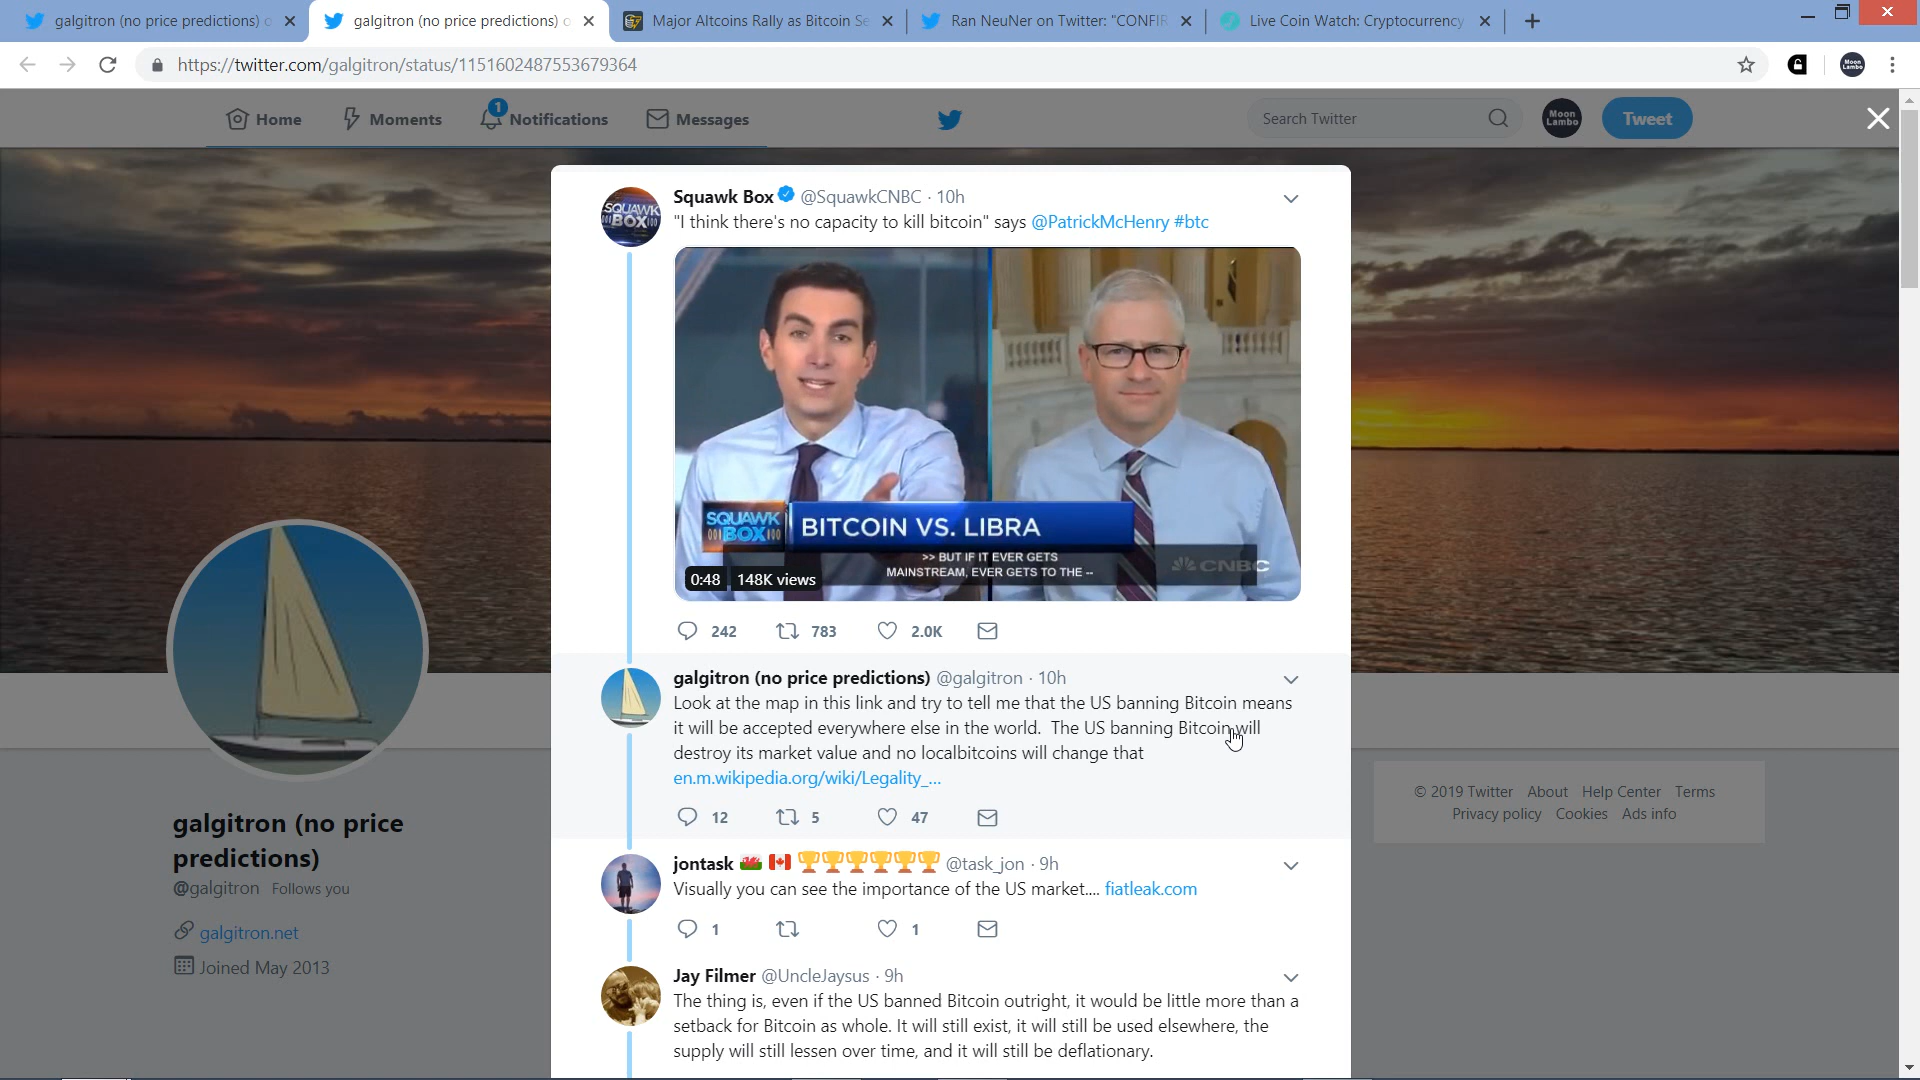 galgitron (no price predictions) o
galgitron (no price predictions) o
Major Altcoins Rally as Bitcoin Se
Ran NeuNer on Twitter: "CONFIR
Live Coin Watch: Cryptocurrency
https://twitter.com/galgitron/status/1151602487553679364
Moon Lambo
Home
Moments
1
Notifications
Messages
Search Twitter
Moon
Lambo
Tweet
Squawk Box @SquawkCNBC · 10h
"I think there's no capacity to kill bitcoin" says @PatrickMcHenry #btc
SQUAWK
BOX
BITCOIN VS. LIBRA
>> BUT IF IT EVER GETS
MAINSTREAM, EVER GETS TO THE --
CNBC
0:48 148K views
242 783 2.0K
galgitron (no price predictions) @galgitron · 10h
Look at the map in this link and try to tell me that the US banning Bitcoin means
it will be accepted everywhere else in the world.  The US banning Bitcoin will
destroy its market value and no localbitcoins will change that
en.m.wikipedia.org/wiki/Legality_...
12 5 47
jontask 🏴󠁧󠁢󠁷󠁬󠁳󠁿 🇨🇦 🏆🏆🏆🏆🏆🏆 @task_jon · 9h
Visually you can see the importance of the US market.... fiatleak.com
1 1
Jay Filmer @UncleJaysus · 9h
The thing is, even if the US banned Bitcoin outright, it would be little more than a
setback for Bitcoin as whole. It will still exist, it will still be used elsewhere, the
supply will still lessen over time, and it will still be deflationary.
galgitron (no price
predictions)
@galgitron Follows you
galgitron.net
Joined May 2013
© 2019 Twitter About Help Center Terms
Privacy policy Cookies Ads info